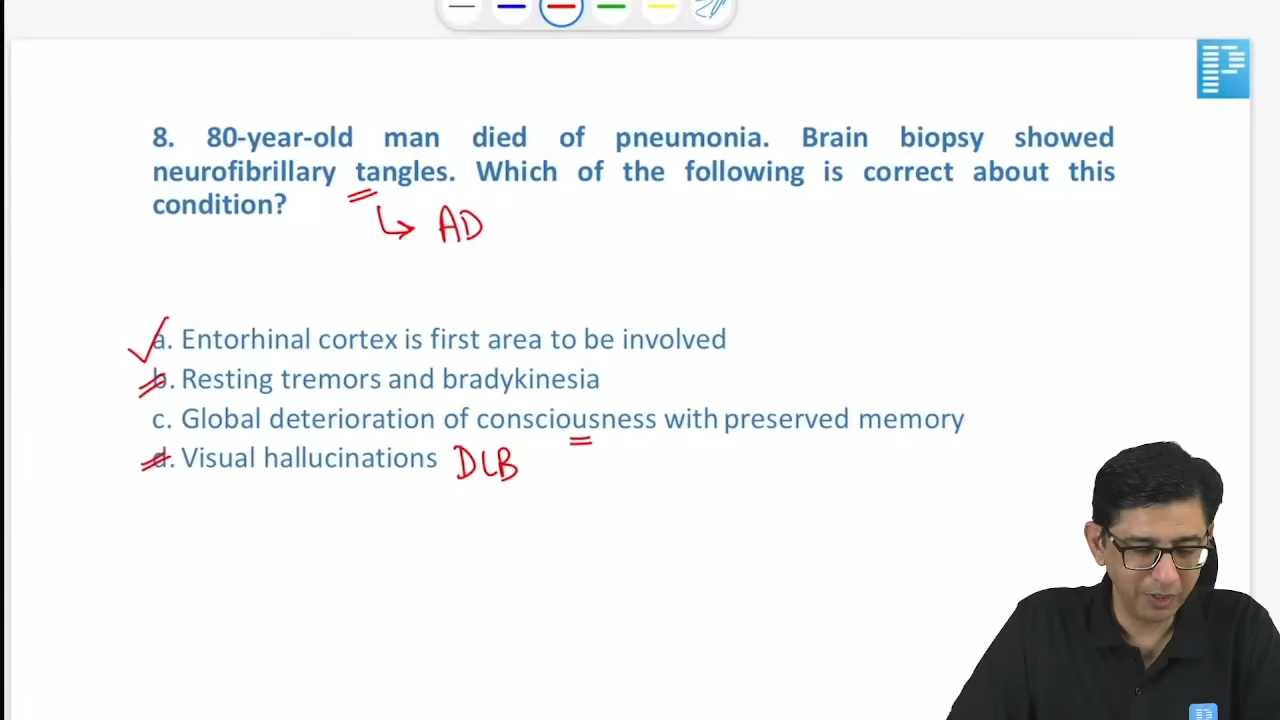 8. 80-year-old man died of pneumonia. Brain biopsy showed
neurofibrillary tangles. Which of the following is correct about this
condition?
AD
a. Entorhinal cortex is first area to be involved
b. Resting tremors and bradykinesia
c. Global deterioration of consciousness with preserved memory
d. Visual hallucinations DLB